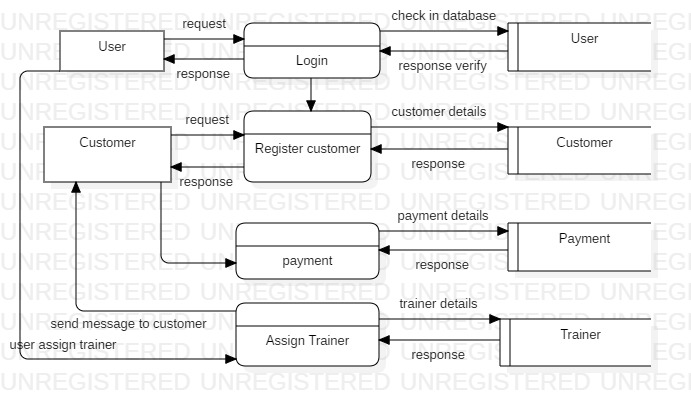 request
check in database
User
Login
User
response
response verify
request
customer details
Customer
Register customer
Customer
response
response
payment details
payment
Payment
response
trainer details
send message to customer
user assign trainer
Assign Trainer
Trainer
response
UNREGISTERED